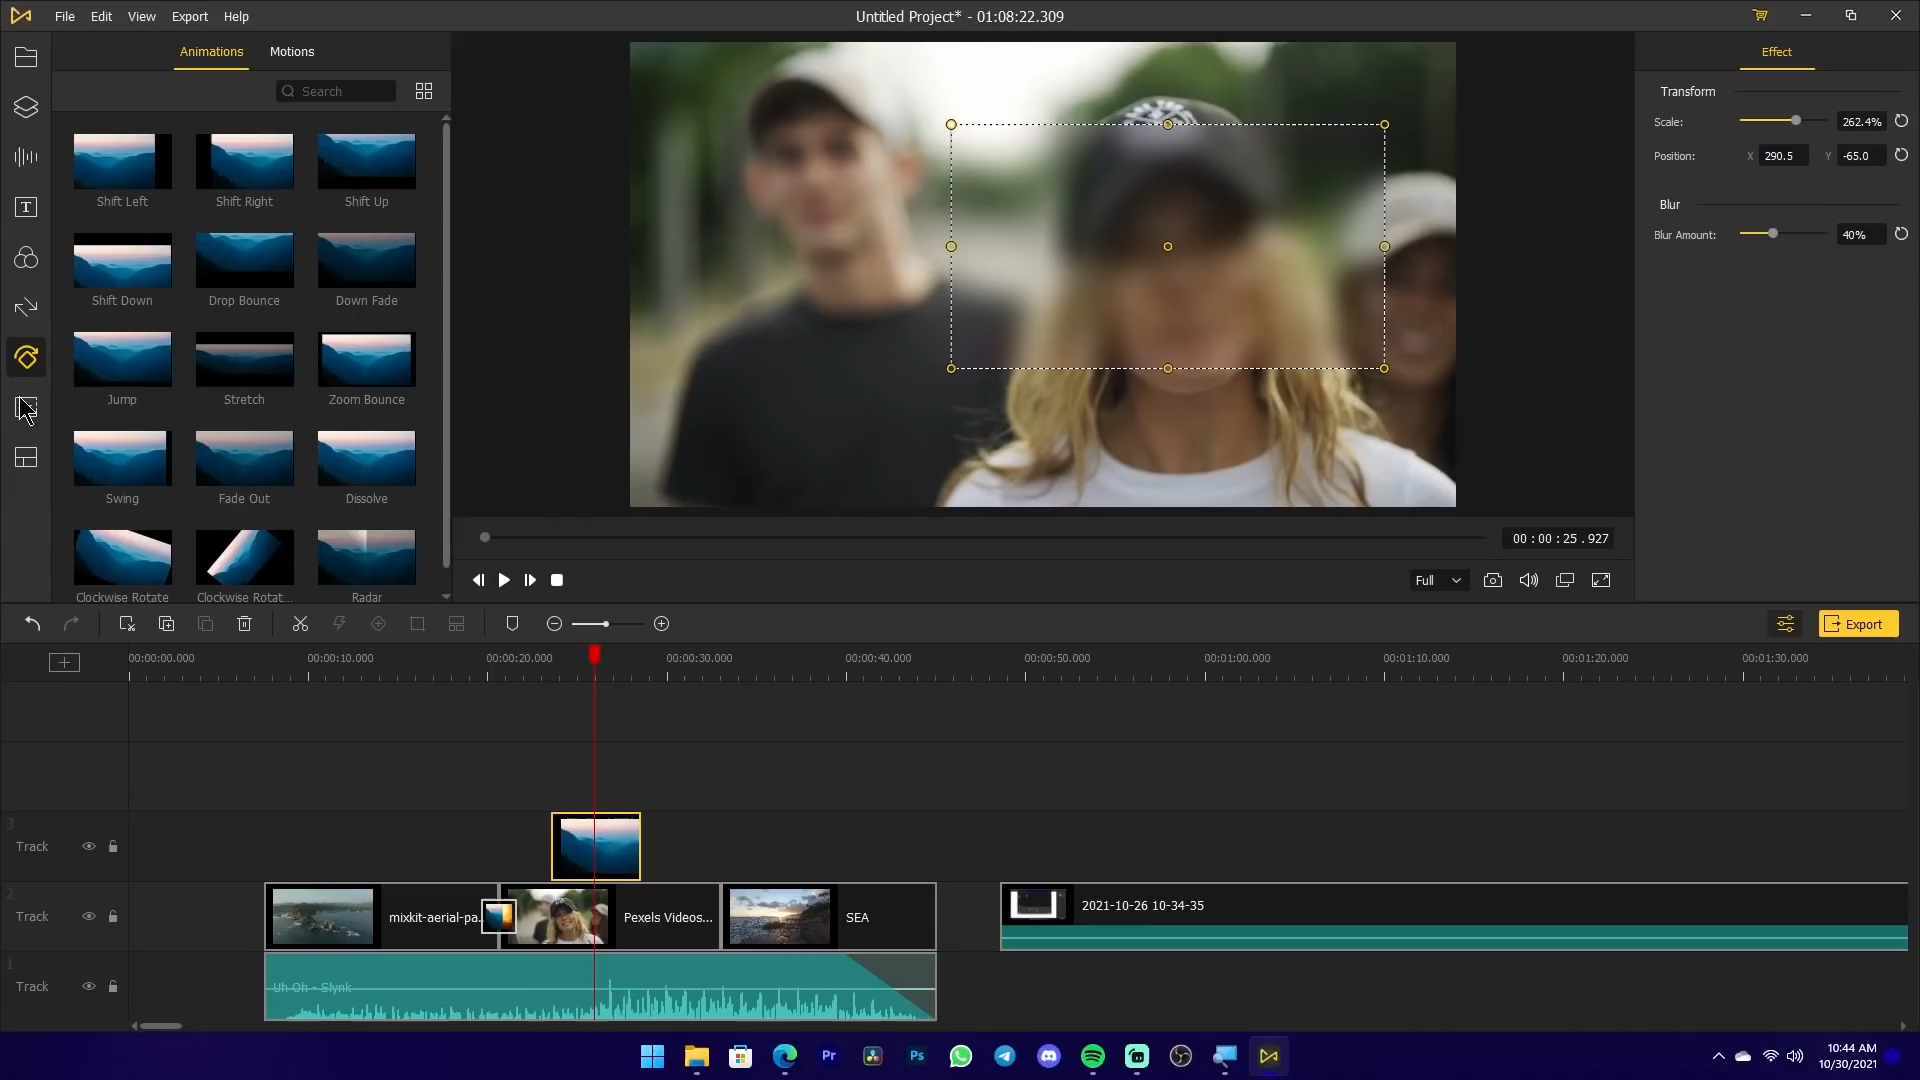 File Edit View Export Help
Untitled Project* - 01:08:22.309
Animations Motions
Search
Shift Left Shift Right Shift Up
Shift Down Drop Bounce Down Fade
Jump Stretch Zoom Bounce
Swing Fade Out Dissolve
Clockwise Rotate Clockwise Rotat... Radar
Effect
Transform
Scale: 262.4%
Position: X 290.5 Y -65.0
Blur
Blur Amount: 40%
00 : 00 : 25 . 927
Full
Export
00:00:00.000 00:00:10.000 00:00:20.000 00:00:30.000 00:00:40.000 00:00:50.000 00:01:00.000 00:01:10.000 00:01:20.000 00:01:30.000
3
Track
2
Track
mixkit-aerial-pa... Pexels Videos... SEA 2021-10-26 10-34-35
1
Track
Uh-Oh - Slynk
Pr Ps
10:44 AM
10/30/2021